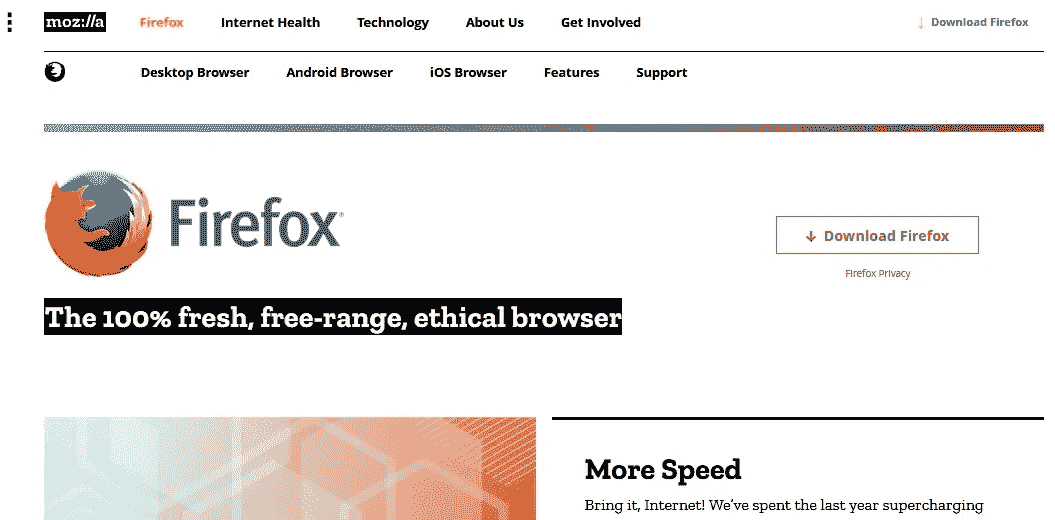 moz://a Firefox Internet Health Technology About Us Get Involved ↓ Download Firefox
Desktop Browser Android Browser iOS Browser Features Support
Firefox®
↓ Download Firefox
Firefox Privacy
The 100% fresh, free-range, ethical browser
More Speed
Bring it, Internet! We’ve spent the last year supercharging